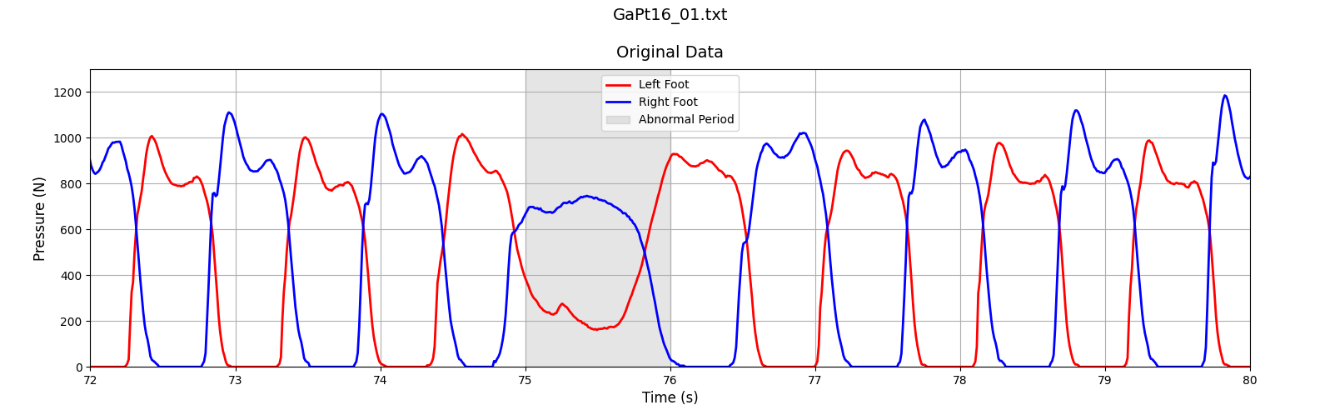 GaPt16_01.txt
Original Data
Pressure (N)
1200
1000
800
600
400
200
0
Left Foot
Right Foot
Abnormal Period
72 73 74 75 76 77 78 79 80
Time (s)